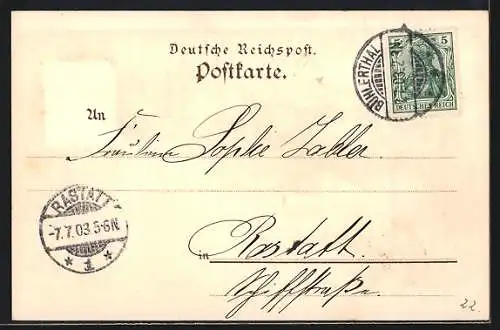 Deutsche Reichspost.
Postkarte.
5 5
DEUTSCHES REICH
BÜHLERTHAL
An
Fräulein Sophie Zabler.
RASTATT
-7.7.03 5-6N.
* 1 *
in Rastatt.
Schiffstraße.
22